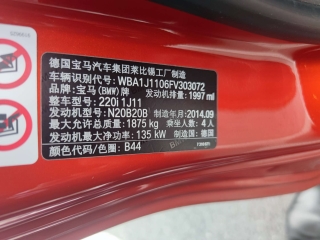 德国宝马汽车集团莱比锡工厂制造
车辆识别代号: WBA1J1106FV303072
品牌: 宝马(BMW)牌 发动机排量: 1997 ml
整车型号: 220i 1J11
发动机型号: N20B20B 制造年月: 2014.09
最大允许总质量: 1875 kg 乘坐人数: 4 人
发动机最大净功率: 135 kW 制造国: 德国
颜色代码/颜色: B44